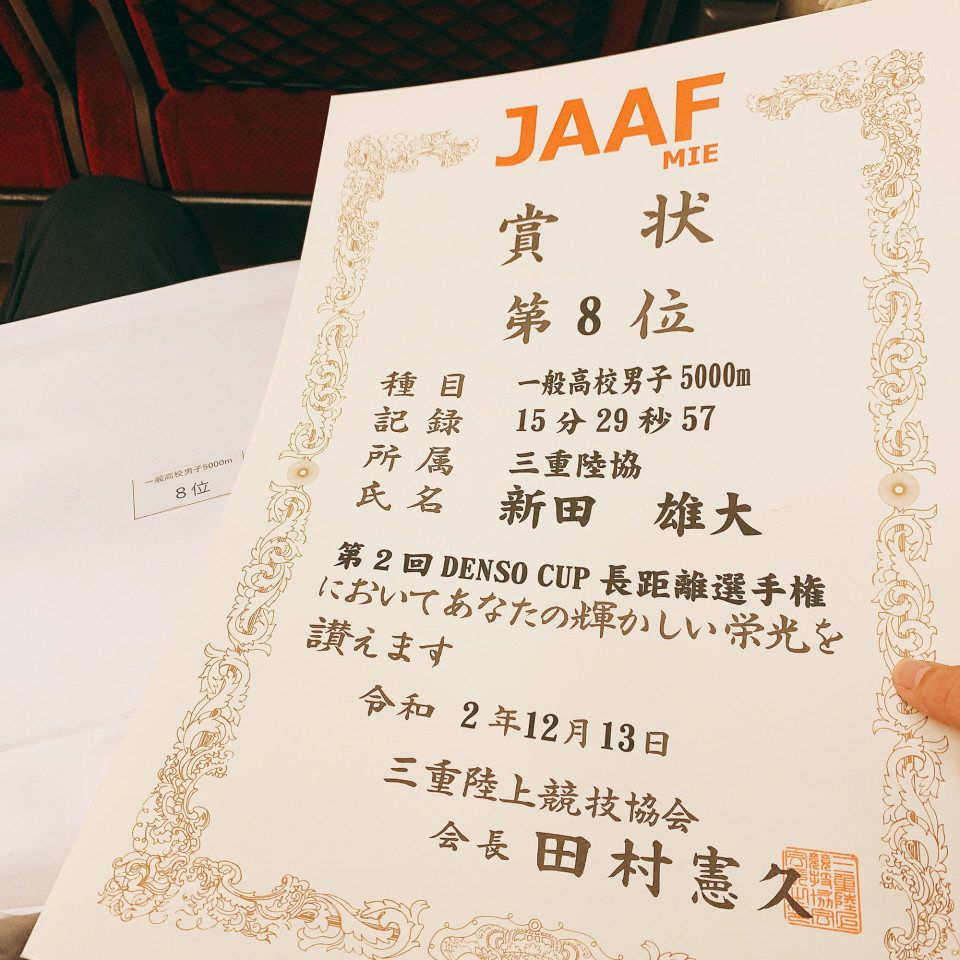 JAAF
MIE
賞 状
第 8 位
種 目 一般高校男子 5000m
記 録 15 分 29 秒 57
所 属 三重陸協
氏 名 新田 雄大
第 2 回 DENSO CUP 長距離選手権
においてあなたの輝かしい栄光を
讃えます
令和 2 年12月13日
三重陸上競技協会
会長 田村憲久
一般高校男子5000m
8 位